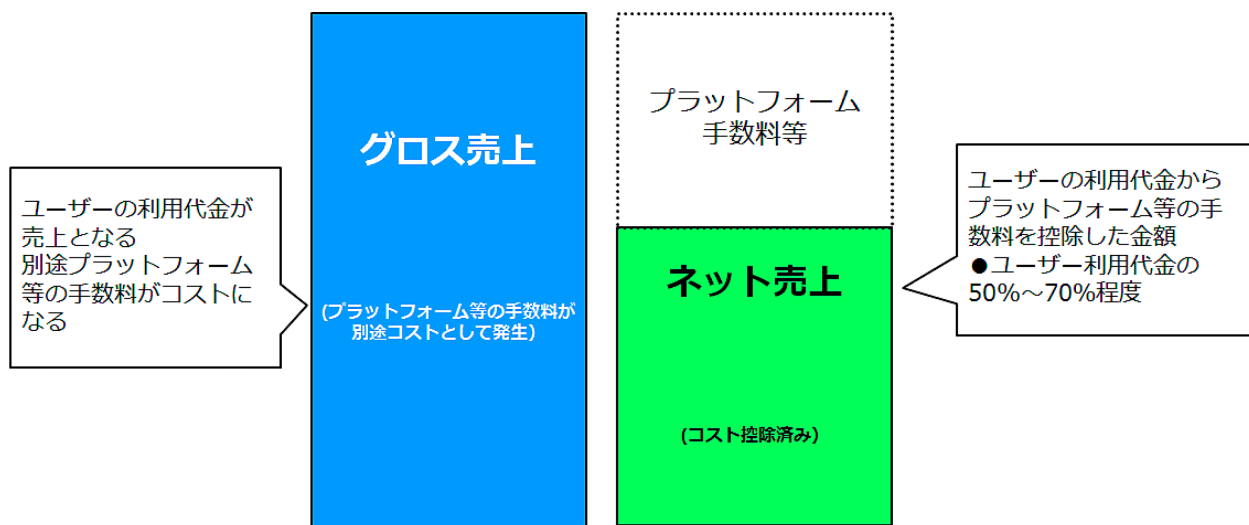 ユーザーの利用代金が
売上となる
別途プラットフォーム
等の手数料がコストに
なる
グロス売上
(プラットフォーム等の手数料が
別途コストとして発生)
プラットフォーム
手数料等
ネット売上
(コスト控除済み)
ユーザーの利用代金から
プラットフォーム等の手
数料を控除した金額
●ユーザー利用代金の
50%～70%程度